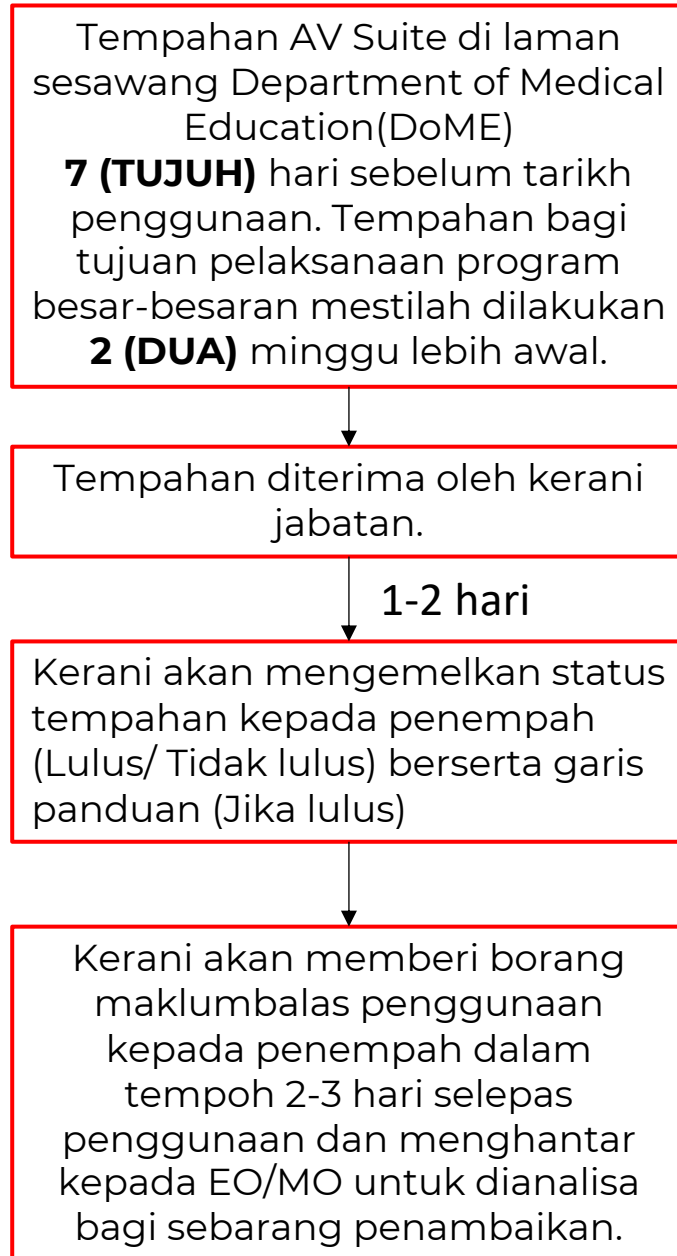 Tempahan AV Suite di laman
sesawang Department of Medical
Education(DoME)
7 (TUJUH) hari sebelum tarikh
penggunaan. Tempahan bagi
tujuan pelaksanaan program
besar-besaran mestilah dilakukan
2 (DUA) minggu lebih awal.
Tempahan diterima oleh kerani
jabatan.
1-2 hari
Kerani akan mengemelkan status
tempahan kepada penempah
(Lulus/ Tidak lulus) berserta garis
panduan (Jika lulus)
Kerani akan memberi borang
maklumbalas penggunaan
kepada penempah dalam
tempoh 2-3 hari selepas
penggunaan dan menghantar
kepada EO/MO untuk dianalisa
bagi sebarang penambaikan.